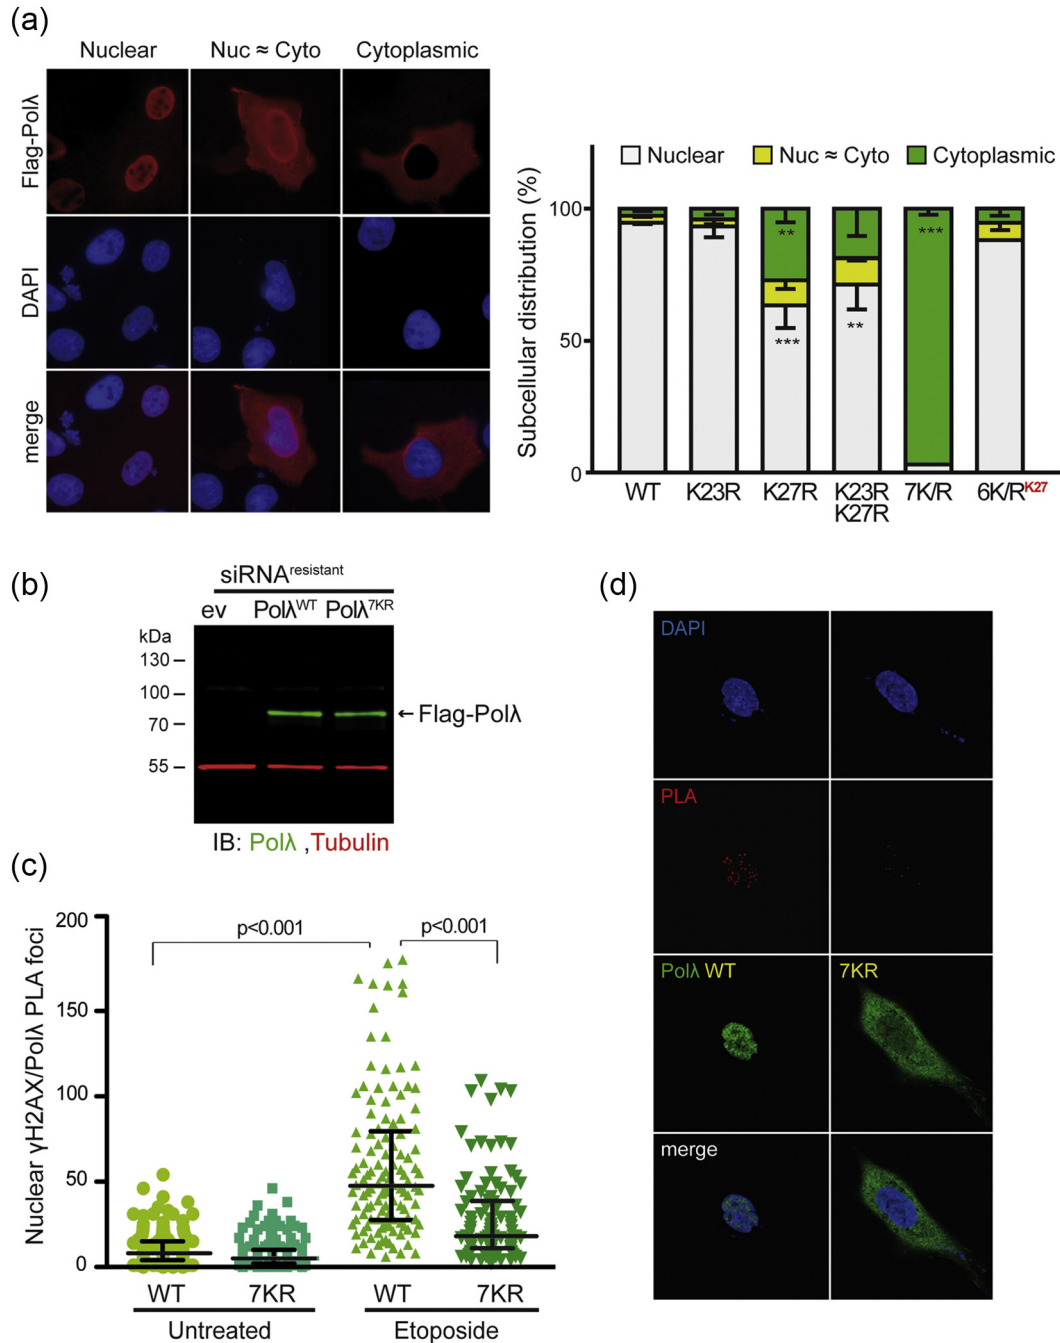 (a)
Nuclear Nuc ≈ Cyto Cytoplasmic
Flag-Polλ
DAPI
merge
Subcellular distribution (%)
Nuclear Nuc ≈ Cyto Cytoplasmic
100
50
0
** *** ** ***
WT K23R K27R K23R K27R 7K/R 6K/R K27
(b)
siRNA resistant
ev Polλ WT Polλ 7KR
kDa
130
100
70
55
← Flag-Polλ
IB: Polλ ,Tubulin
(c)
Nuclear γH2AX/Polλ PLA foci
200
150
100
50
0
p<0.001 p<0.001
WT 7KR WT 7KR
Untreated Etoposide
(d)
DAPI
PLA
Polλ WT 7KR
merge